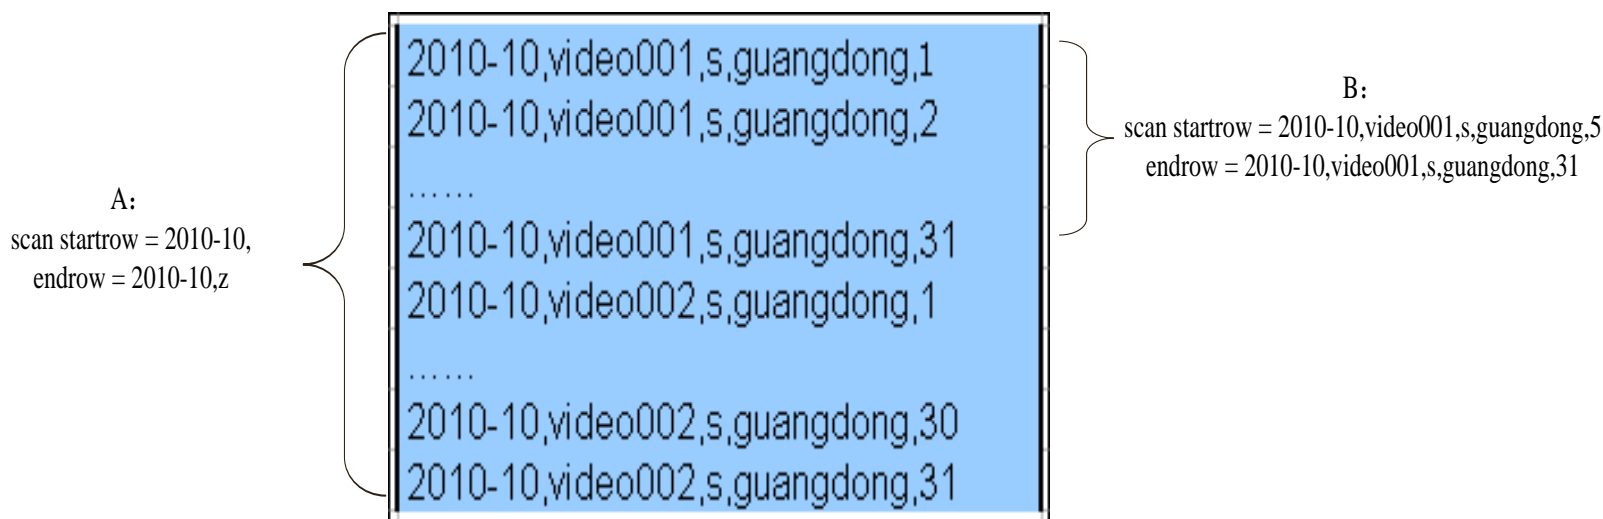 A：
scan startrow = 2010-10,
endrow = 2010-10,z
2010-10,video001,s,guangdong,1
2010-10,video001,s,guangdong,2
……
2010-10,video001,s,guangdong,31
2010-10,video002,s,guangdong,1
……
2010-10,video002,s,guangdong,30
2010-10,video002,s,guangdong,31
B：
scan startrow = 2010-10,video001,s,guangdong,5
endrow = 2010-10,video001,s,guangdong,31